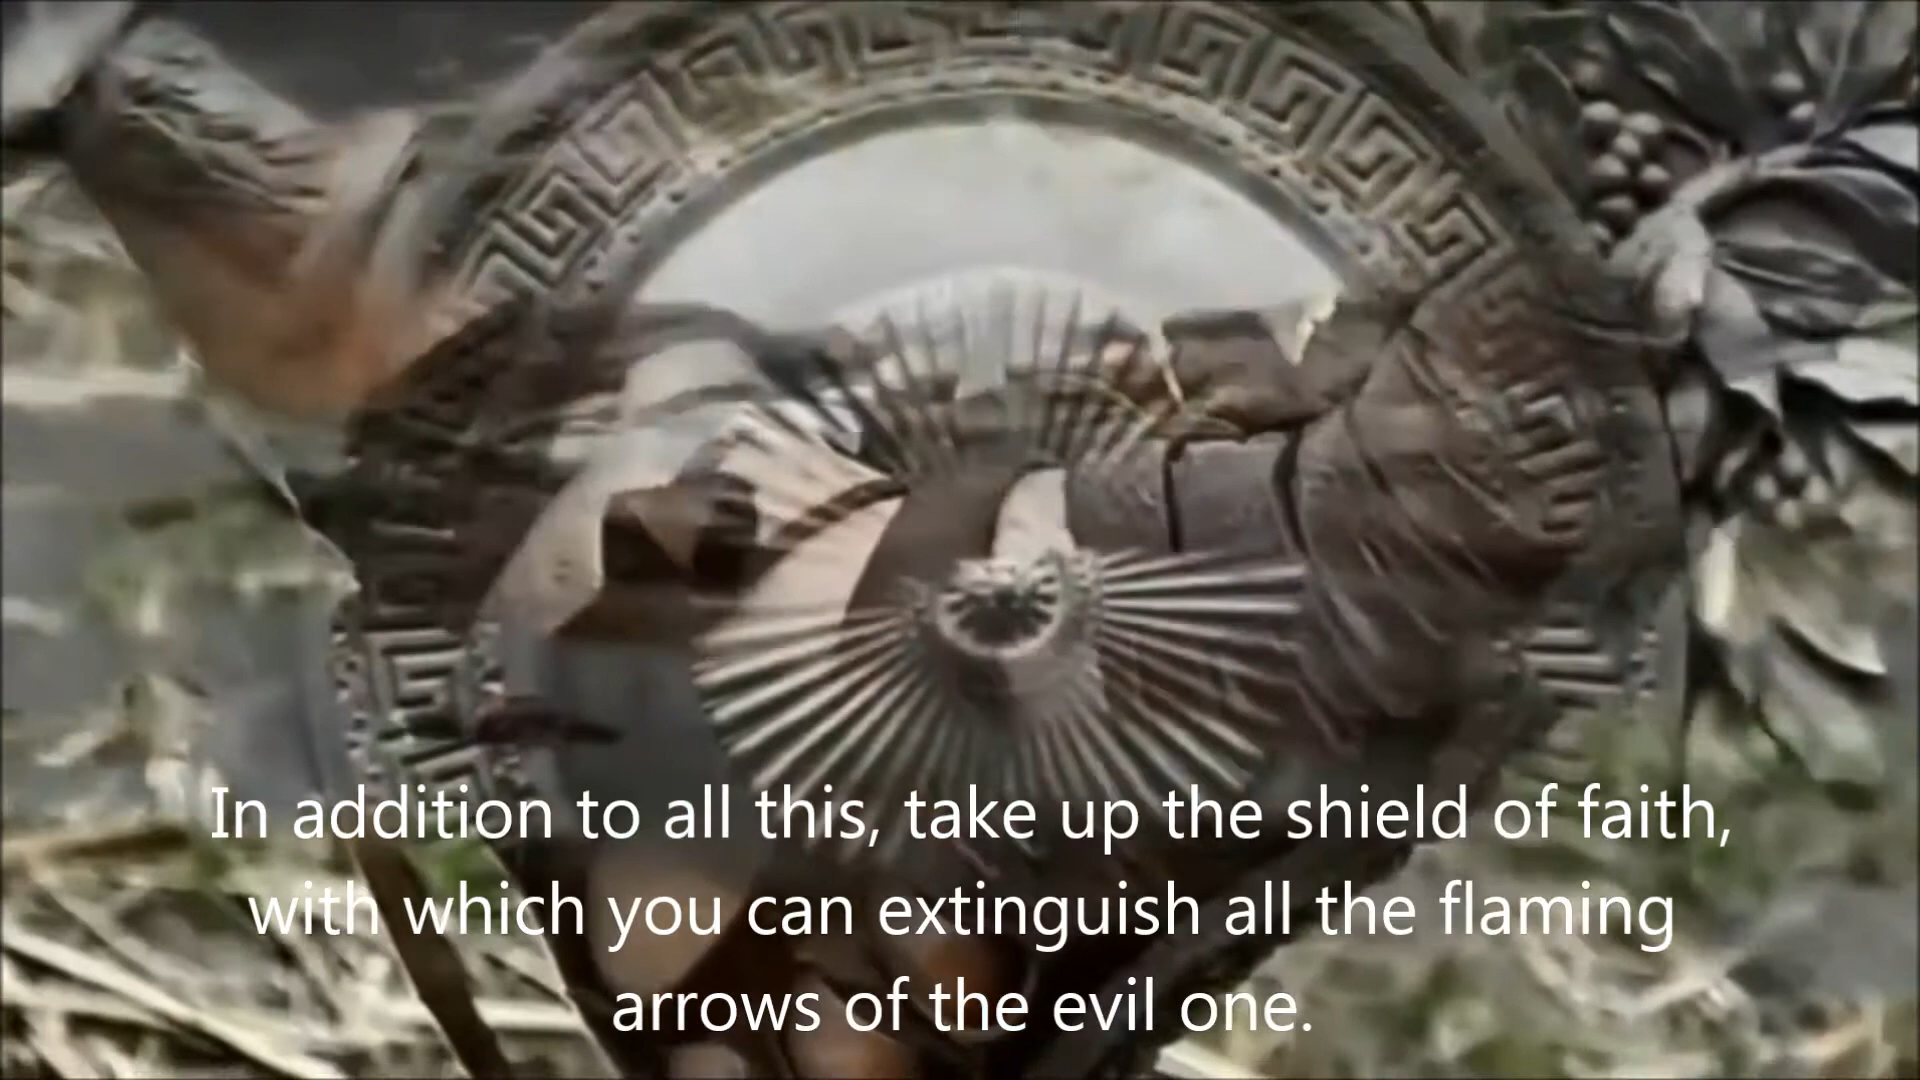 In addition to all this, take up the shield of faith,
with which you can extinguish all the flaming
arrows of the evil one.